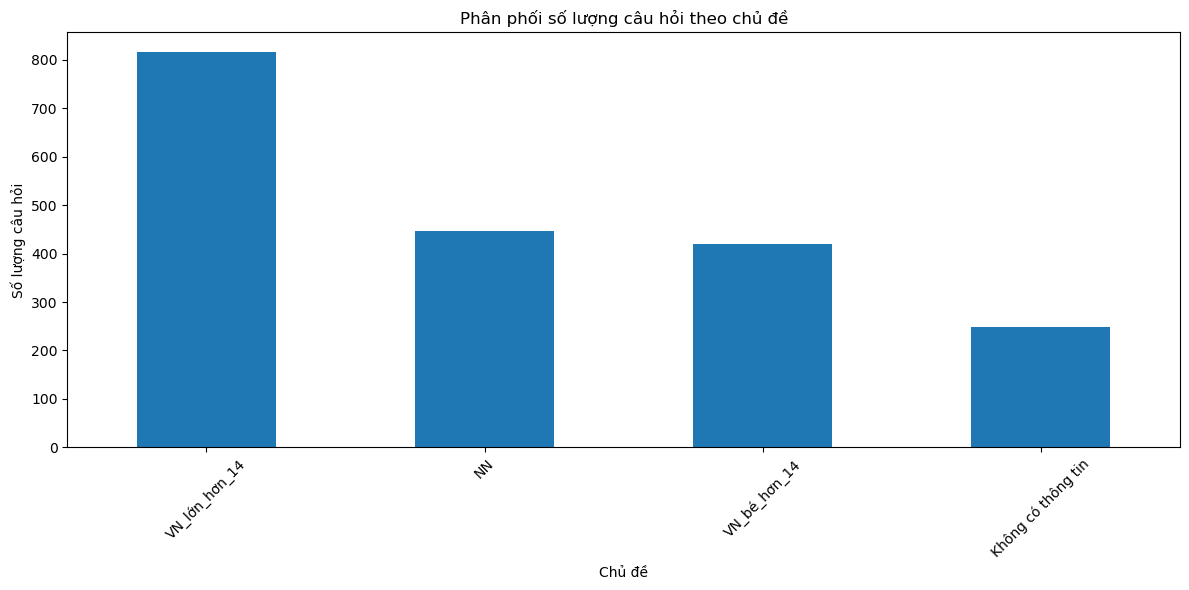 Phân phối số lượng câu hỏi theo chủ đề
Số lượng câu hỏi
800
700
600
500
400
300
200
100
0
VN_lớn_hơn_14
NN
VN_bé_hơn_14
Không có thông tin
Chủ đề